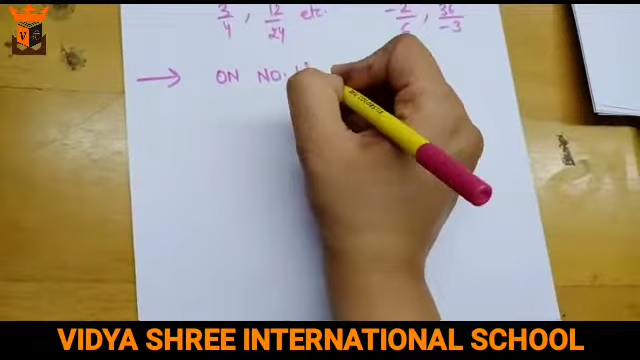 3/4 , 12/24 etc. -2/6 , 36/-3
→ ON NO.
VIDYA SHREE INTERNATIONAL SCHOOL